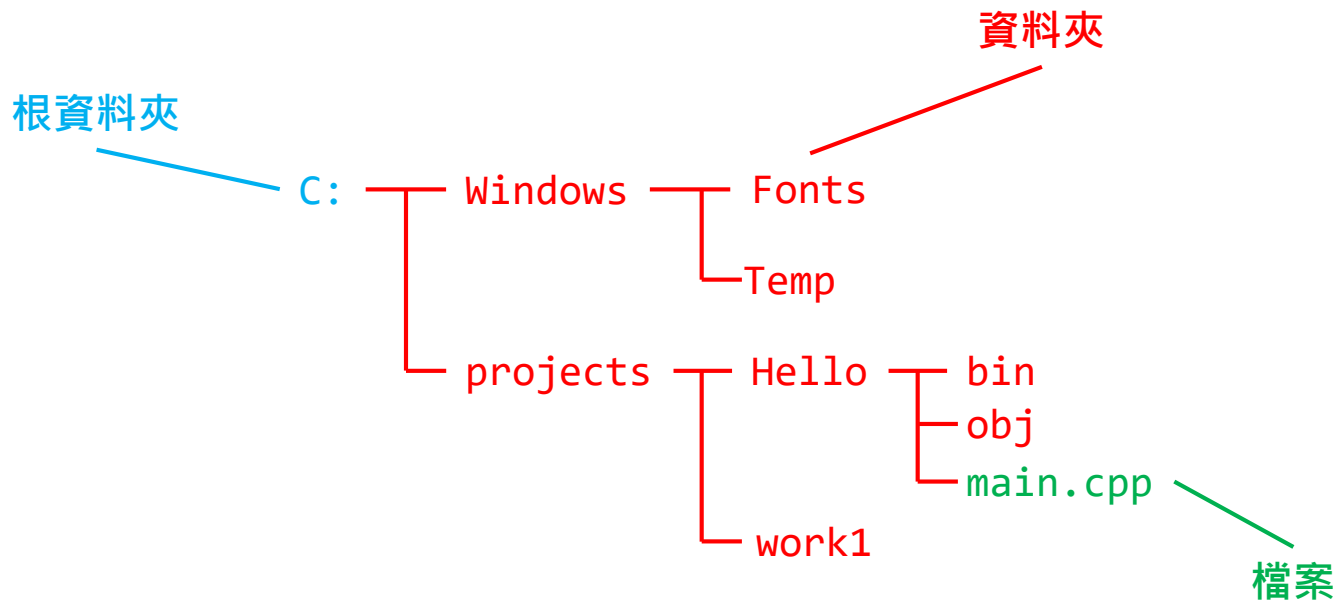 資料夾
根資料夾
C: Windows Fonts
Temp
projects Hello bin
obj
main.cpp
work1
檔案